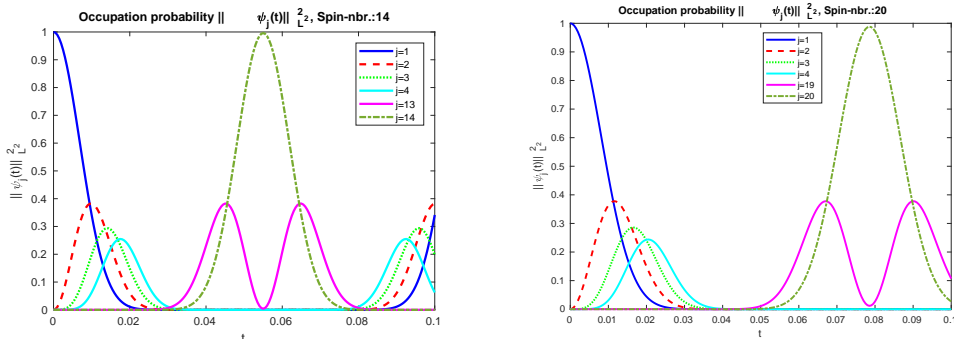 Occupation probability || ψj(t)|| 2 L2, Spin-nbr.:14
|| ψj(t)|| 2 L2
1
0.9
0.8
0.7
0.6
0.5
0.4
0.3
0.2
0.1
0
j=1
j=2
j=3
j=4
j=13
j=14
0 0.02 0.04 0.06 0.08 0.1
t
Occupation probability || ψj(t)|| 2 L2, Spin-nbr.:20
|| ψj(t)|| 2 L2
1
0.9
0.8
0.7
0.6
0.5
0.4
0.3
0.2
0.1
0
j=1
j=2
j=3
j=4
j=19
j=20
0 0.01 0.02 0.03 0.04 0.05 0.06 0.07 0.08 0.09 0.1
t